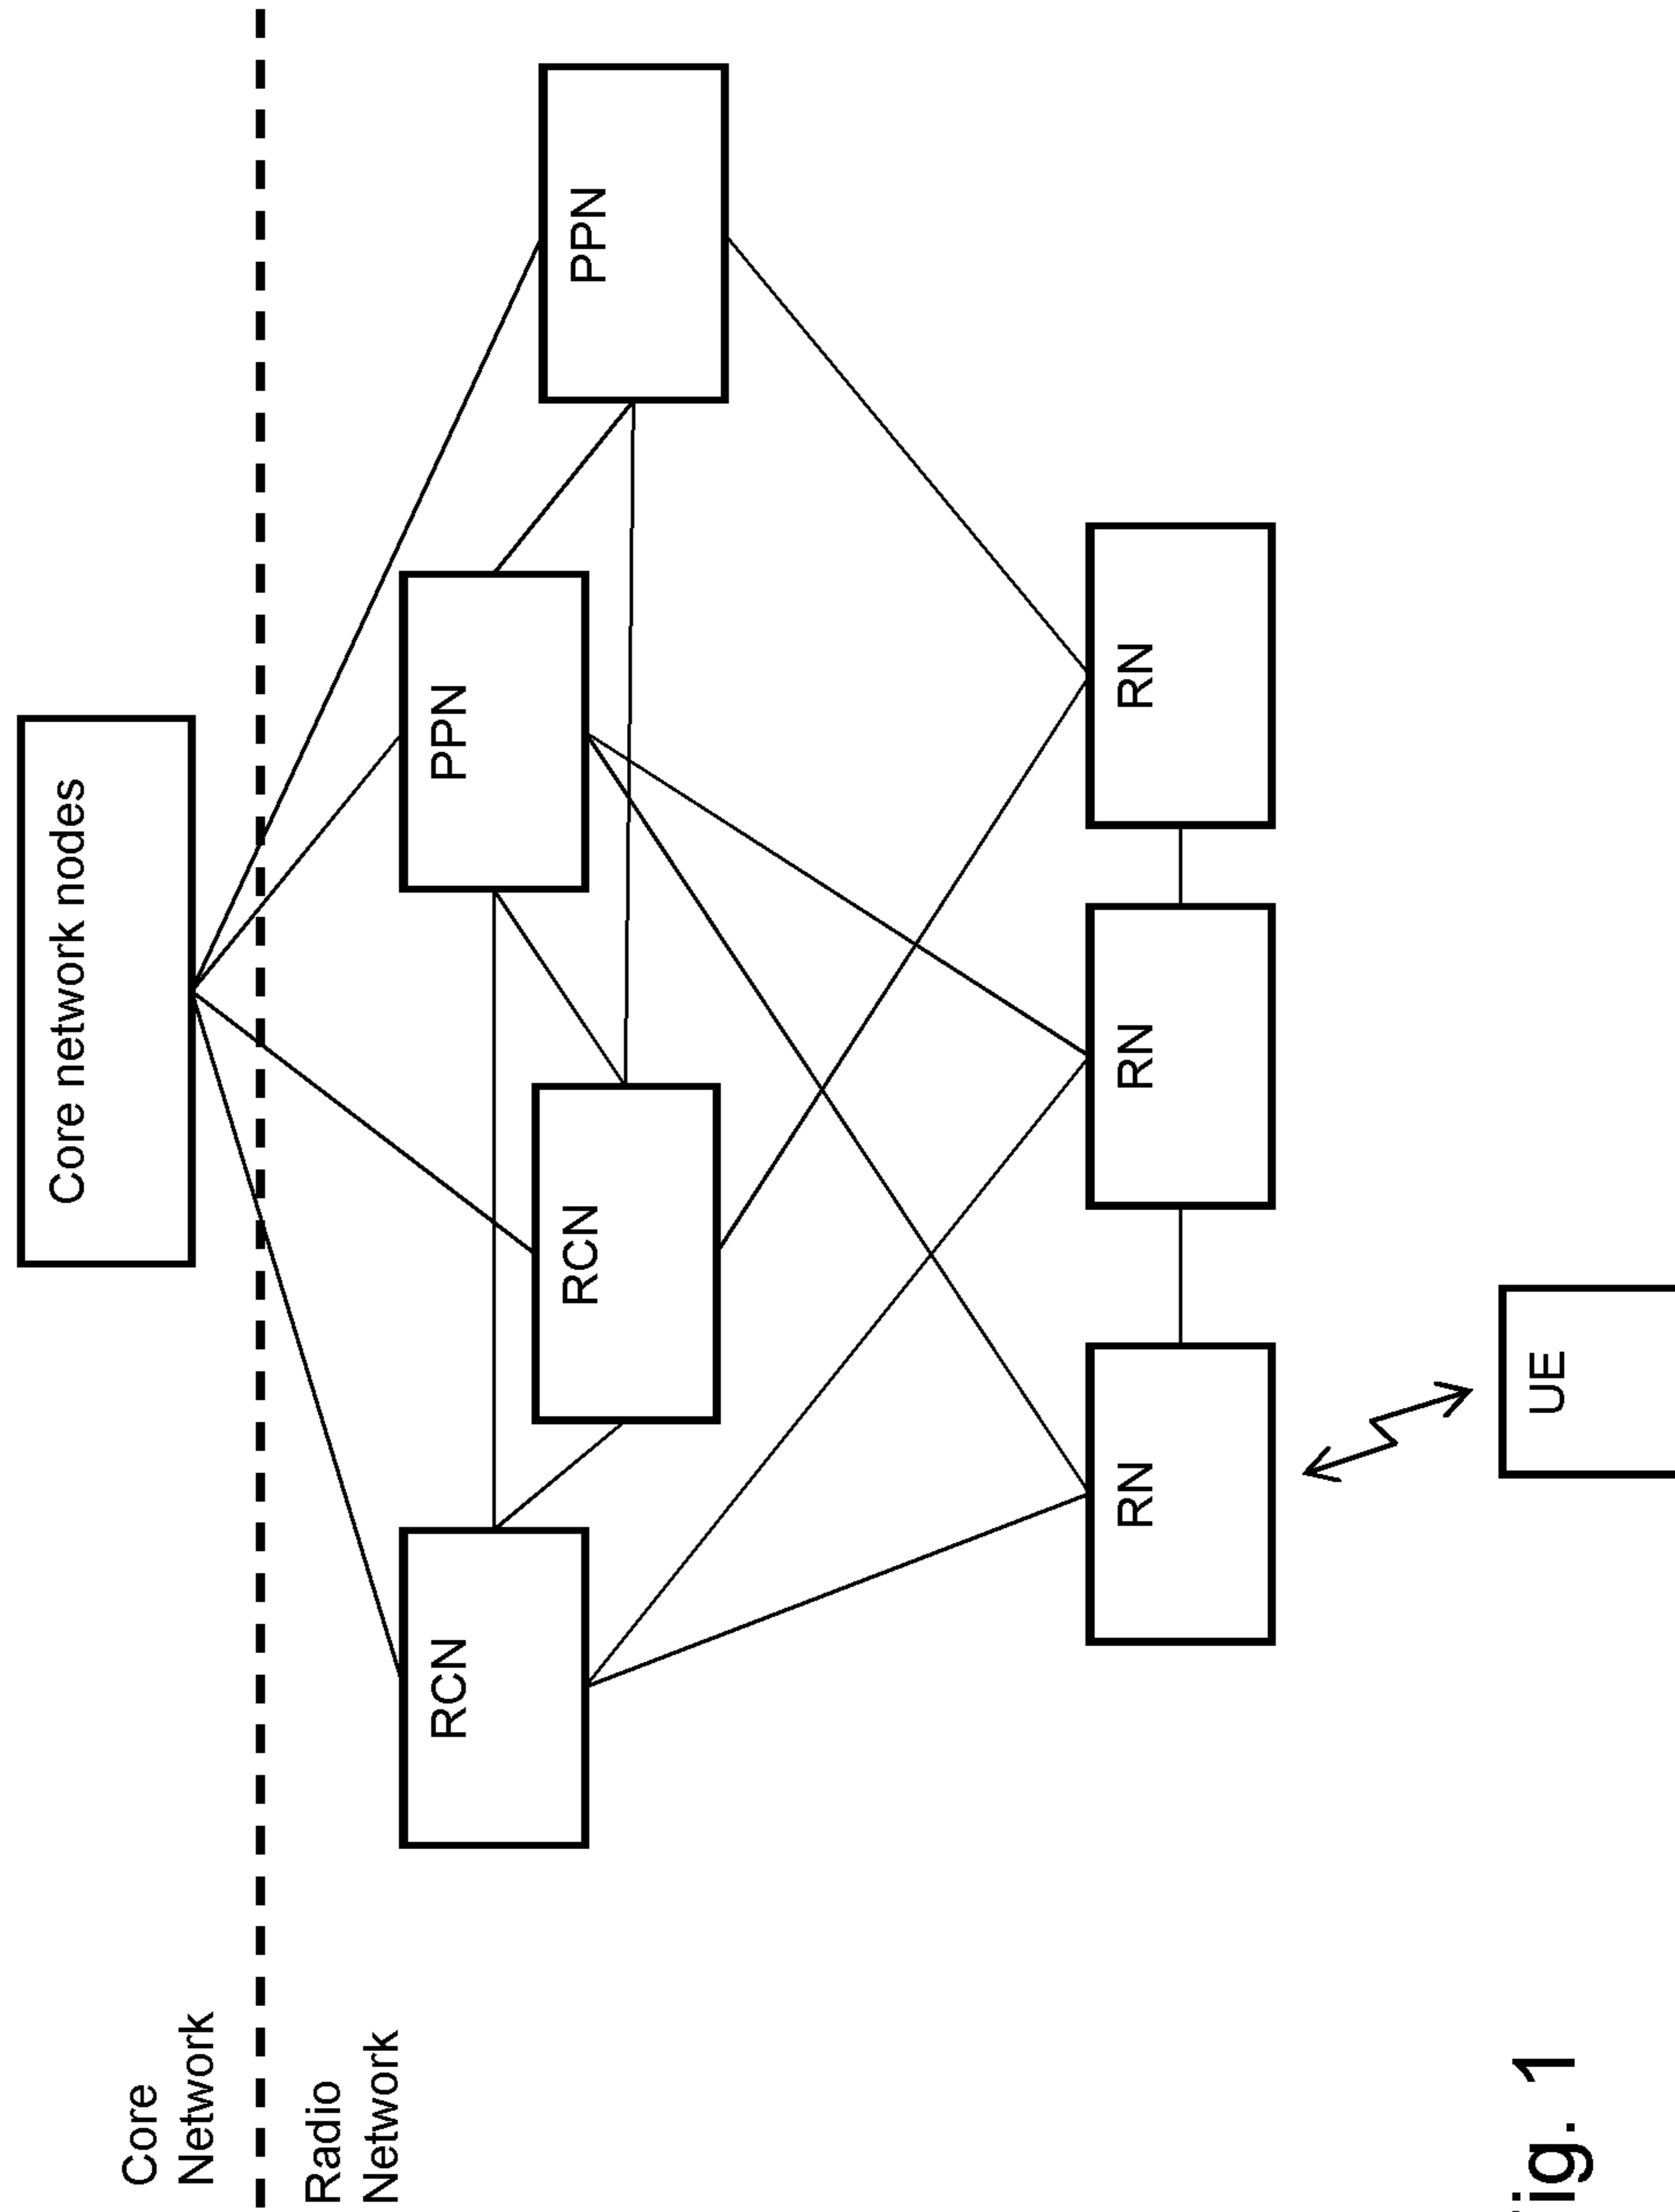 Core network nodes
Core
Network
Radio
Network
RCN
RCN
PPN
PPN
RN
RN
RN
UE
ig. 1